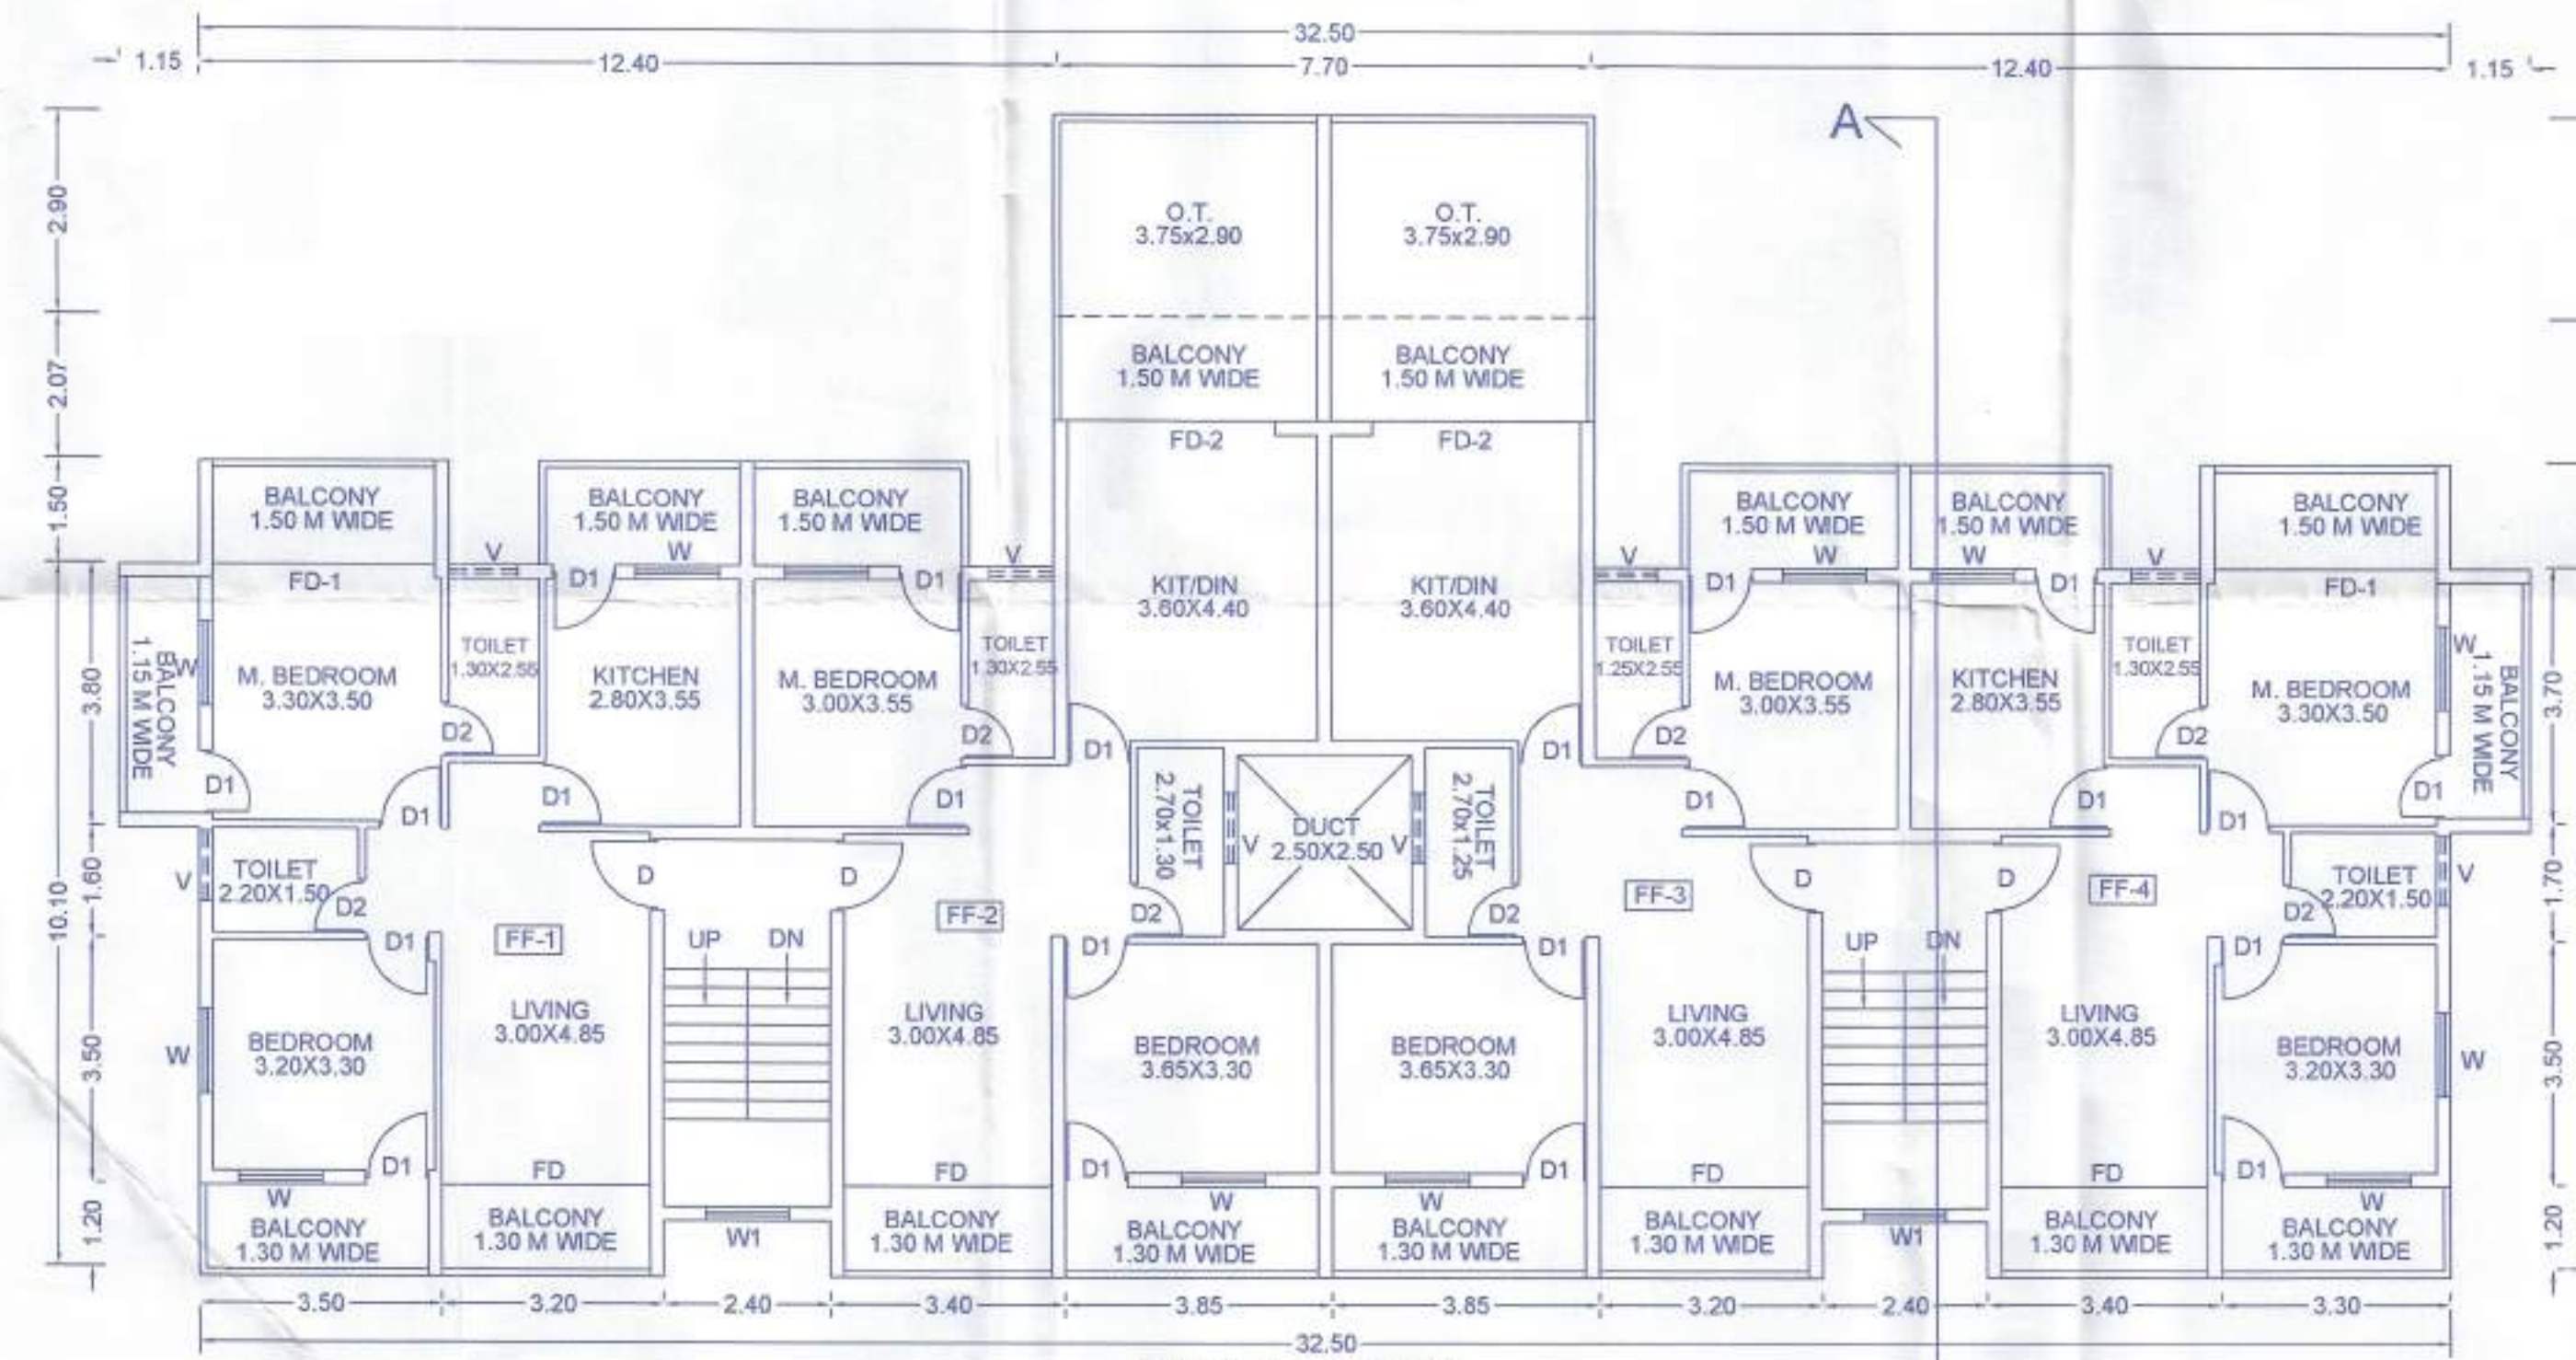 32.50
1.15
12.40
7.70
12.40
1.15
A
2.90
2.07
1.50
10.10
3.80
1.60
3.50
1.20
O.T.
3.75x2.90
O.T.
3.75x2.90
BALCONY
1.50 M WIDE
BALCONY
1.50 M WIDE
FD-2
FD-2
BALCONY
1.50 M WIDE
BALCONY
1.50 M WIDE
BALCONY
1.50 M WIDE
BALCONY
1.50 M WIDE
BALCONY
1.50 M WIDE
BALCONY
1.50 M WIDE
FD-1
V
D1
W
D1
V
KIT/DIN
3.60X4.40
KIT/DIN
3.60X4.40
V
D1
W
W
D1
V
FD-1
BALCONY
1.15 M WIDE
W
M. BEDROOM
3.30X3.50
TOILET
1.30X2.55
KITCHEN
2.80X3.55
M. BEDROOM
3.00X3.55
TOILET
1.30X2.55
TOILET
1.25X2.55
M. BEDROOM
3.00X3.55
KITCHEN
2.80X3.55
TOILET
1.30X2.55
M. BEDROOM
3.30X3.50
W
BALCONY
1.15 M WIDE
3.70
D2
D2
D1
D1
D2
D2
D1
D1
D1
D1
D1
D1
D1
D1
TOILET
2.70x1.30
V
DUCT
2.50X2.50
V
TOILET
2.70x1.25
V
TOILET
2.20X1.50
D2
D
D
D
D
TOILET
2.20X1.50
V
1.70
D1
FF-1
UP
DN
FF-2
D2
D1
D2
D1
FF-3
UP
DN
FF-4
D2
D1
W
BEDROOM
3.20X3.30
LIVING
3.00X4.85
LIVING
3.00X4.85
BEDROOM
3.65X3.30
BEDROOM
3.65X3.30
LIVING
3.00X4.85
LIVING
3.00X4.85
BEDROOM
3.20X3.30
W
3.50
D1
FD
FD
D1
D1
FD
FD
D1
W
W1
W
W
W1
W
BALCONY
1.30 M WIDE
BALCONY
1.30 M WIDE
BALCONY
1.30 M WIDE
BALCONY
1.30 M WIDE
BALCONY
1.30 M WIDE
BALCONY
1.30 M WIDE
BALCONY
1.30 M WIDE
BALCONY
1.30 M WIDE
1.20
3.50
3.20
2.40
3.40
3.85
3.85
3.20
2.40
3.40
3.30
32.50